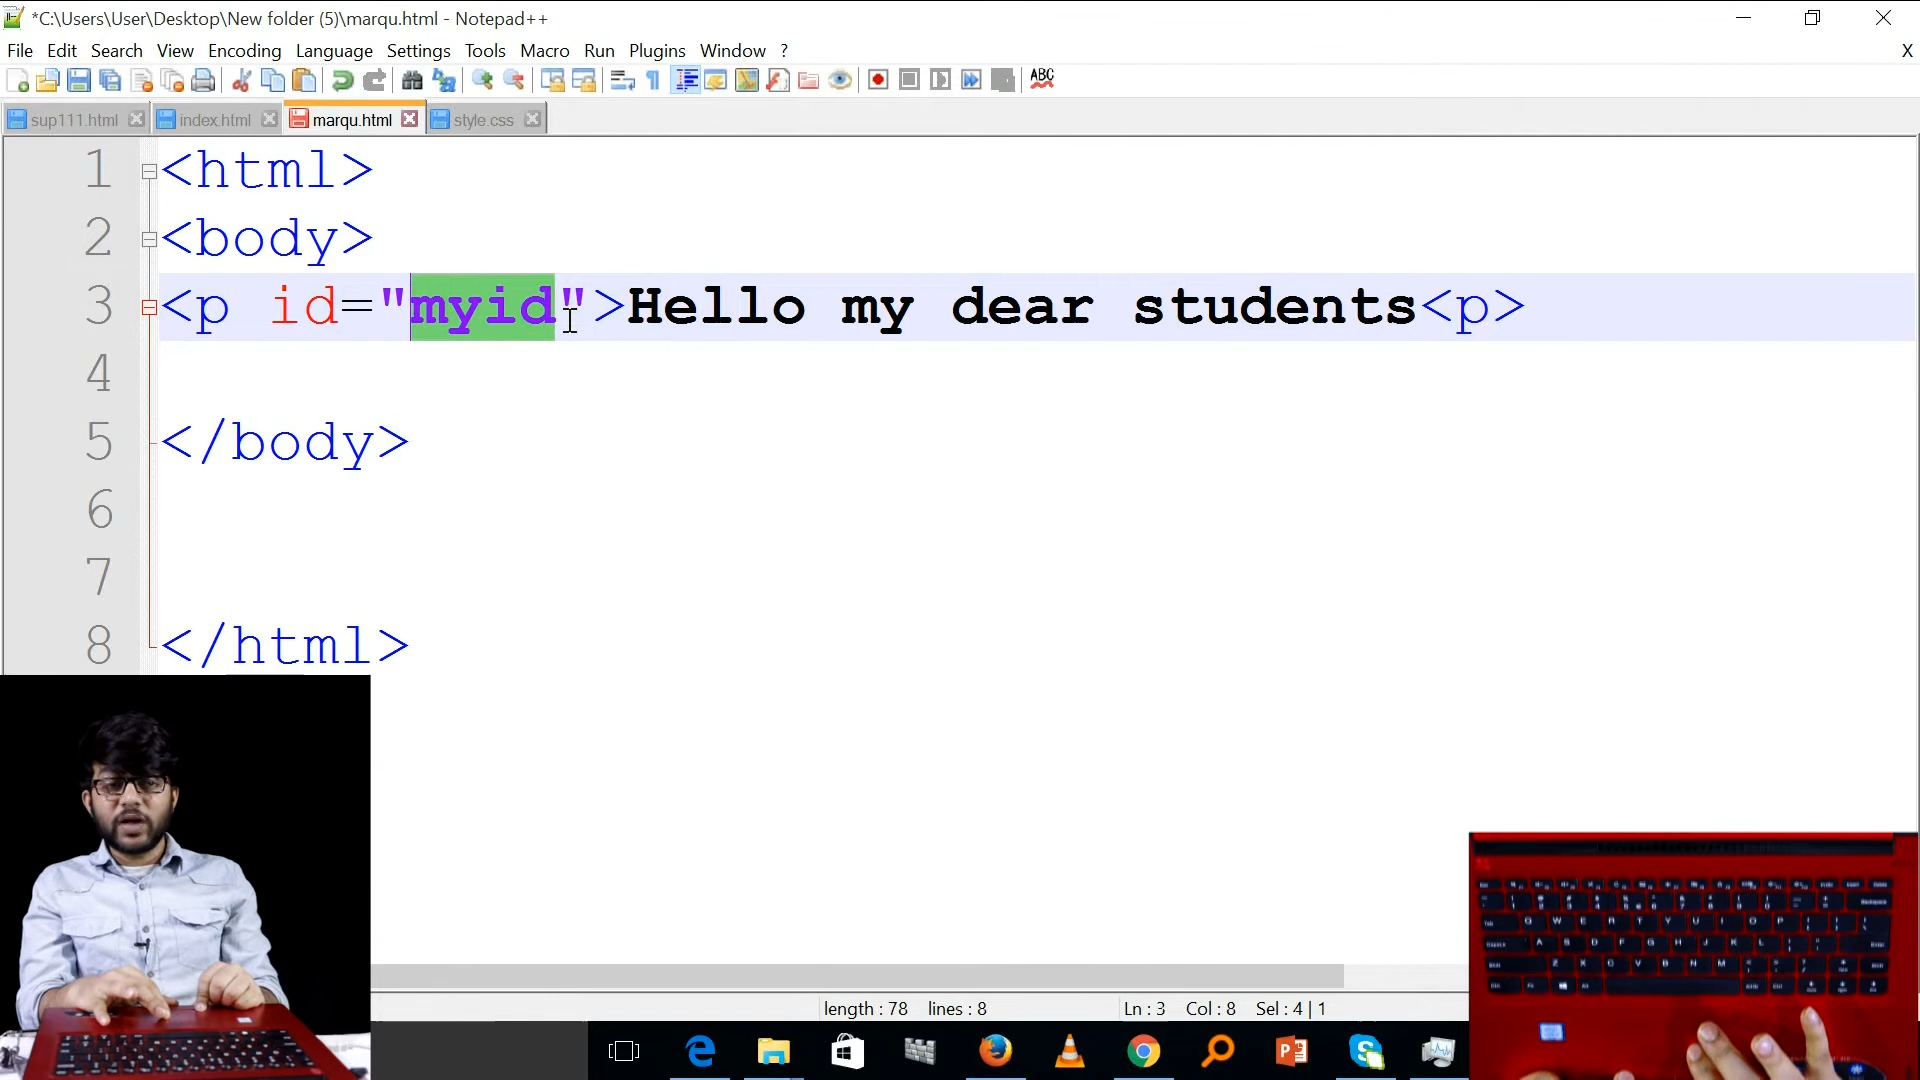 *C:\Users\User\Desktop\New folder (5)\marqu.html - Notepad++
File Edit Search View Encoding Language Settings Tools Macro Run Plugins Window ?
X
ABC
sup111.html index.html marqu.html style.css
1 <html>
2 <body>
3 <p id="myid">Hello my dear students<p>
4
5 </body>
6
7
8 </html>
length : 78 lines : 8 Ln : 3 Col : 8 Sel : 4 | 1